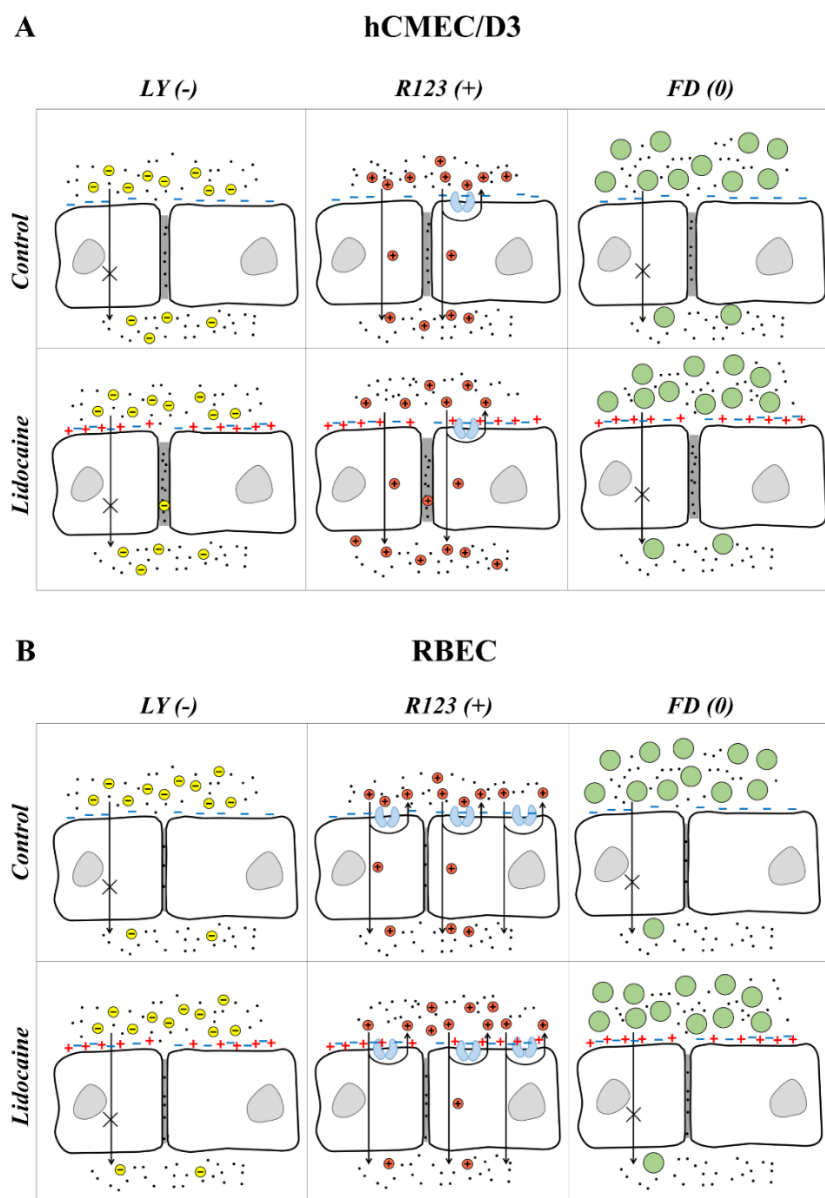 A
hCMEC/D3
LY (-)
R123 (+)
FD (0)
Control
Lidocaine
B
RBEC
LY (-)
R123 (+)
FD (0)
Control
Lidocaine